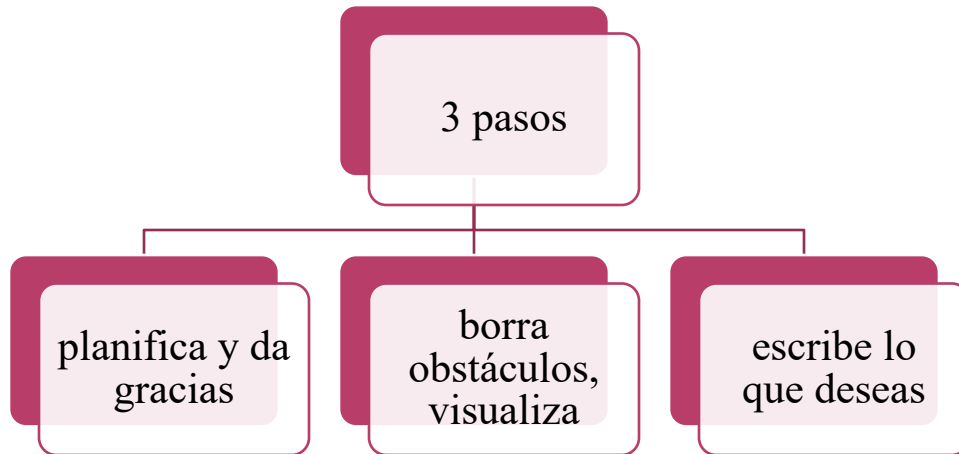 3 pasos
planifica y da
gracias
borra
obstáculos,
visualiza
escribe lo
que deseas